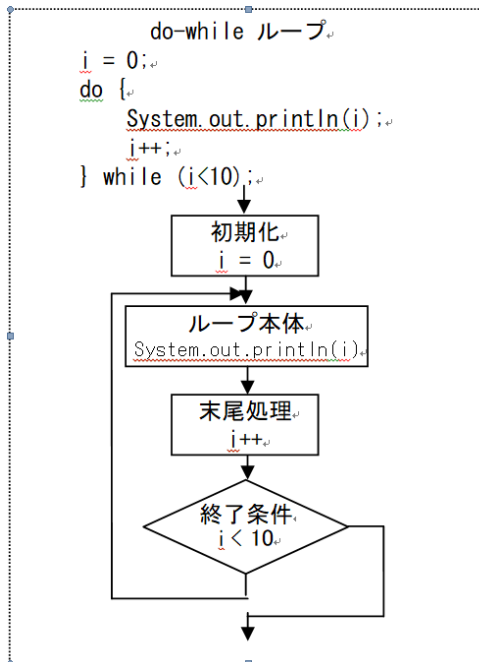 do-while ループ
i = 0;
do {
System.out.println(i);
i++;
} while (i<10);
初期化
i = 0
ループ本体
System.out.println(i)
末尾処理
i++
終了条件
i < 10